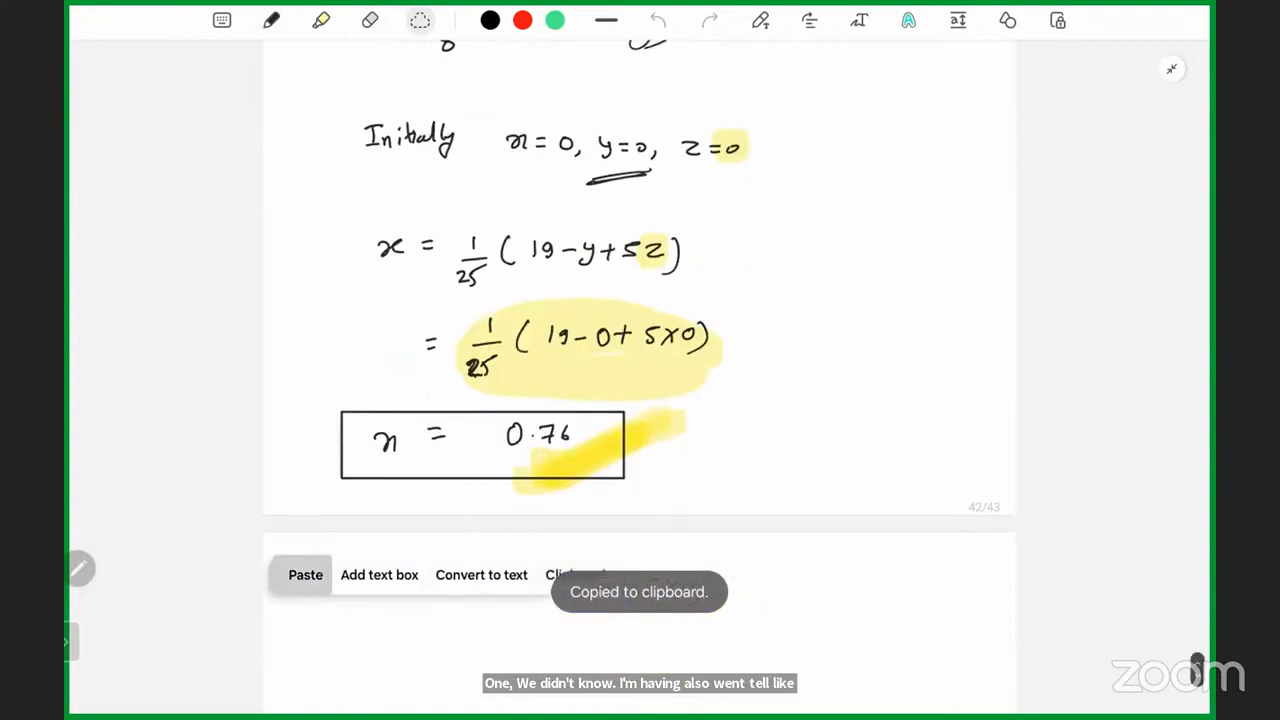 Initially x = 0, y = 0, z = 0
x = 1/25 ( 19 - y + 5z )
= 1/25 ( 19 - 0 + 5×0 )
x = 0.76
42/43
Paste Add text box Convert to text
Copied to clipboard.
One, We didn't know. I'm having also went tell like
zoom